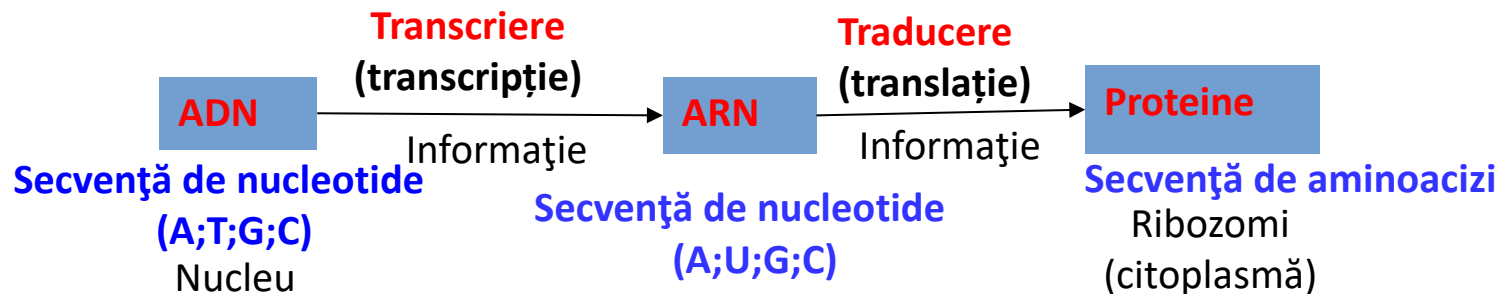 Transcriere
(transcripție)
Traducere
(translație)
ADN
ARN
Proteine
Informaţie
Informaţie
Secvenţă de nucleotide
(A;T;G;C)
Nucleu
Secvenţă de nucleotide
(A;U;G;C)
Secvenţă de aminoacizi
Ribozomi
(citoplasmă)